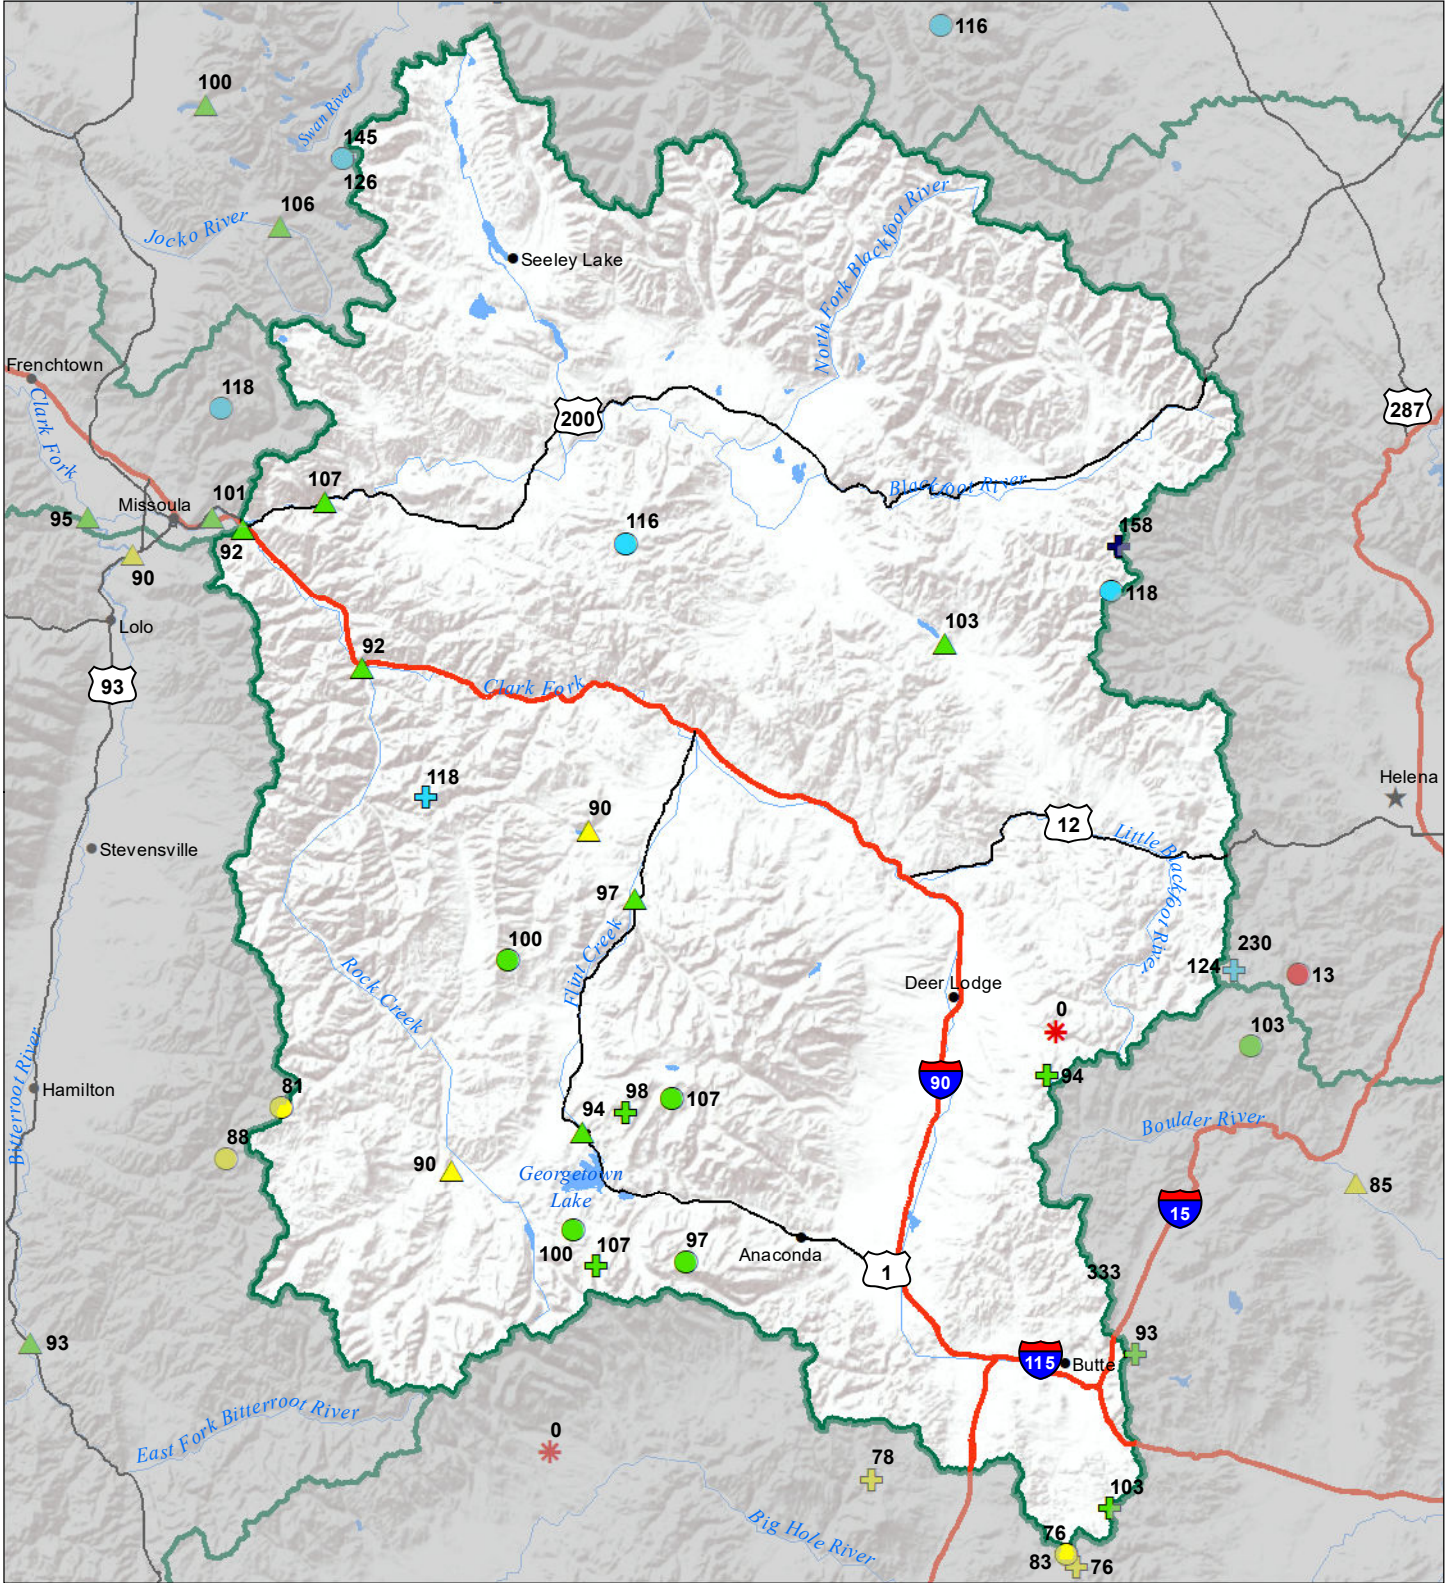 116
100
Swan River
145
126
106
Jocko River
North Fork Blackfoot River
Seeley Lake
Frenchtown
118
Clark Fork
200
287
107
101
Missoula
95
92
90
Blackfoot River
116
158
118
Lolo
103
92
93
Clark Fork
118
Helena
90
12
Little Blackfoot River
Stevensville
97
100
Flint Creek
230
124
13
Rock Creek
Deer Lodge
0
103
Bitterroot River
90
94
Hamilton
81
98
107
94
Boulder River
88
90
Georgetown
Lake
85
15
100
107
97
Anaconda
1
333
93
93
115
Butte
East Fork Bitterroot River
0
78
103
Big Hole River
76
83
76